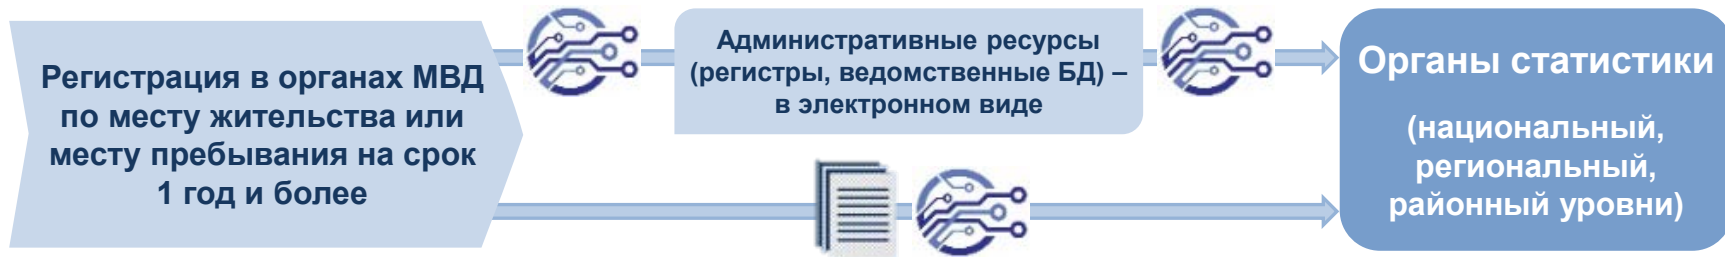 Регистрация в органах МВД
по месту жительства или
месту пребывания на срок
1 год и более
Административные ресурсы
(регистры, ведомственные БД) –
в электронном виде
Органы статистики
(национальный,
региональный,
районный уровни)